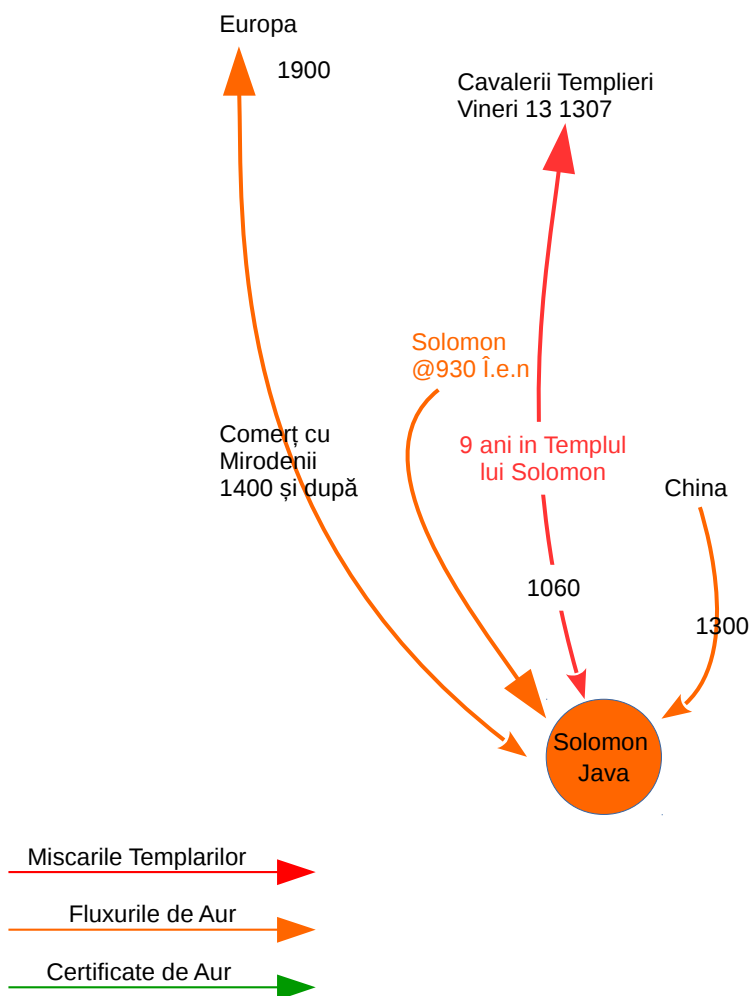 Europa
1900
Cavalerii Templieri
Vineri 13 1307
Solomon
@930 Î.e.n
Comerț cu
Mirodenii
1400 și după
9 ani in Templul
lui Solomon
China
1060
1300
Solomon
Java
Miscarile Templarilor
Fluxurile de Aur
Certificate de Aur